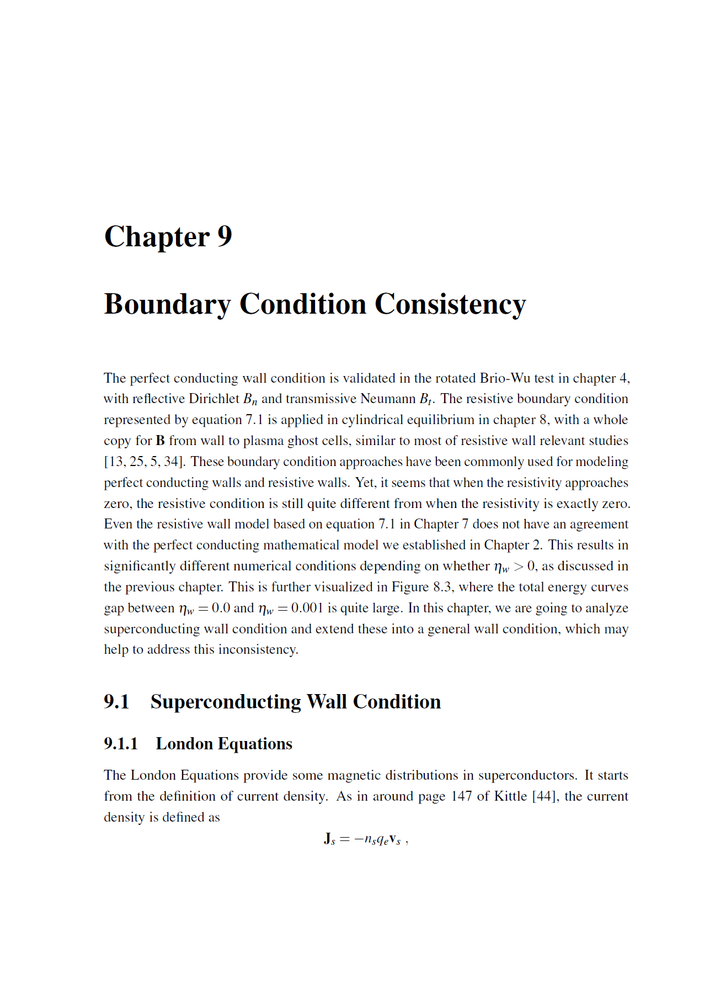 Chapter 9
Boundary Condition Consistency
The perfect conducting wall condition is validated in the rotated Brio-Wu test in chapter 4,
with reflective Dirichlet Bₙ and transmissive Neumann Bₜ. The resistive boundary condition
represented by equation 7.1 is applied in cylindrical equilibrium in chapter 8, with a whole
copy for B from wall to plasma ghost cells, similar to most of resistive wall relevant studies
[13, 25, 5, 34]. These boundary condition approaches have been commonly used for modeling
perfect conducting walls and resistive walls. Yet, it seems that when the resistivity approaches
zero, the resistive condition is still quite different from when the resistivity is exactly zero.
Even the resistive wall model based on equation 7.1 in Chapter 7 does not have an agreement
with the perfect conducting mathematical model we established in Chapter 2. This results in
significantly different numerical conditions depending on whether η_w > 0, as discussed in
the previous chapter. This is further visualized in Figure 8.3, where the total energy curves
gap between η_w = 0.0 and η_w = 0.001 is quite large. In this chapter, we are going to analyze
superconducting wall condition and extend these into a general wall condition, which may
help to address this inconsistency.
9.1 Superconducting Wall Condition
9.1.1 London Equations
The London Equations provide some magnetic distributions in superconductors. It starts
from the definition of current density. As in around page 147 of Kittle [44], the current
density is defined as
Jₛ = −nₛqₑvₛ ,